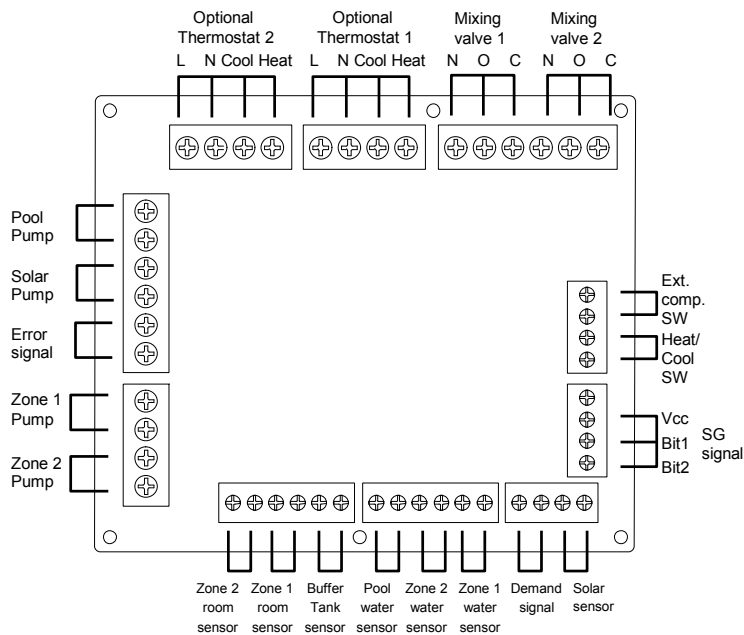 Optional
Thermostat 2
L N Cool Heat
Optional
Thermostat 1
L N Cool Heat
Mixing
valve 1
N O C
Mixing
valve 2
N O C
Pool
Pump
Solar
Pump
Error
signal
Zone 1
Pump
Zone 2
Pump
Ext.
comp.
SW
Heat/
Cool
SW
Vcc
Bit1
Bit2
SG
signal
Zone 2
room
sensor
Zone 1
room
sensor
Buffer
Tank
sensor
Pool
water
sensor
Zone 2
water
sensor
Zone 1
water
sensor
Demand
signal
Solar
sensor